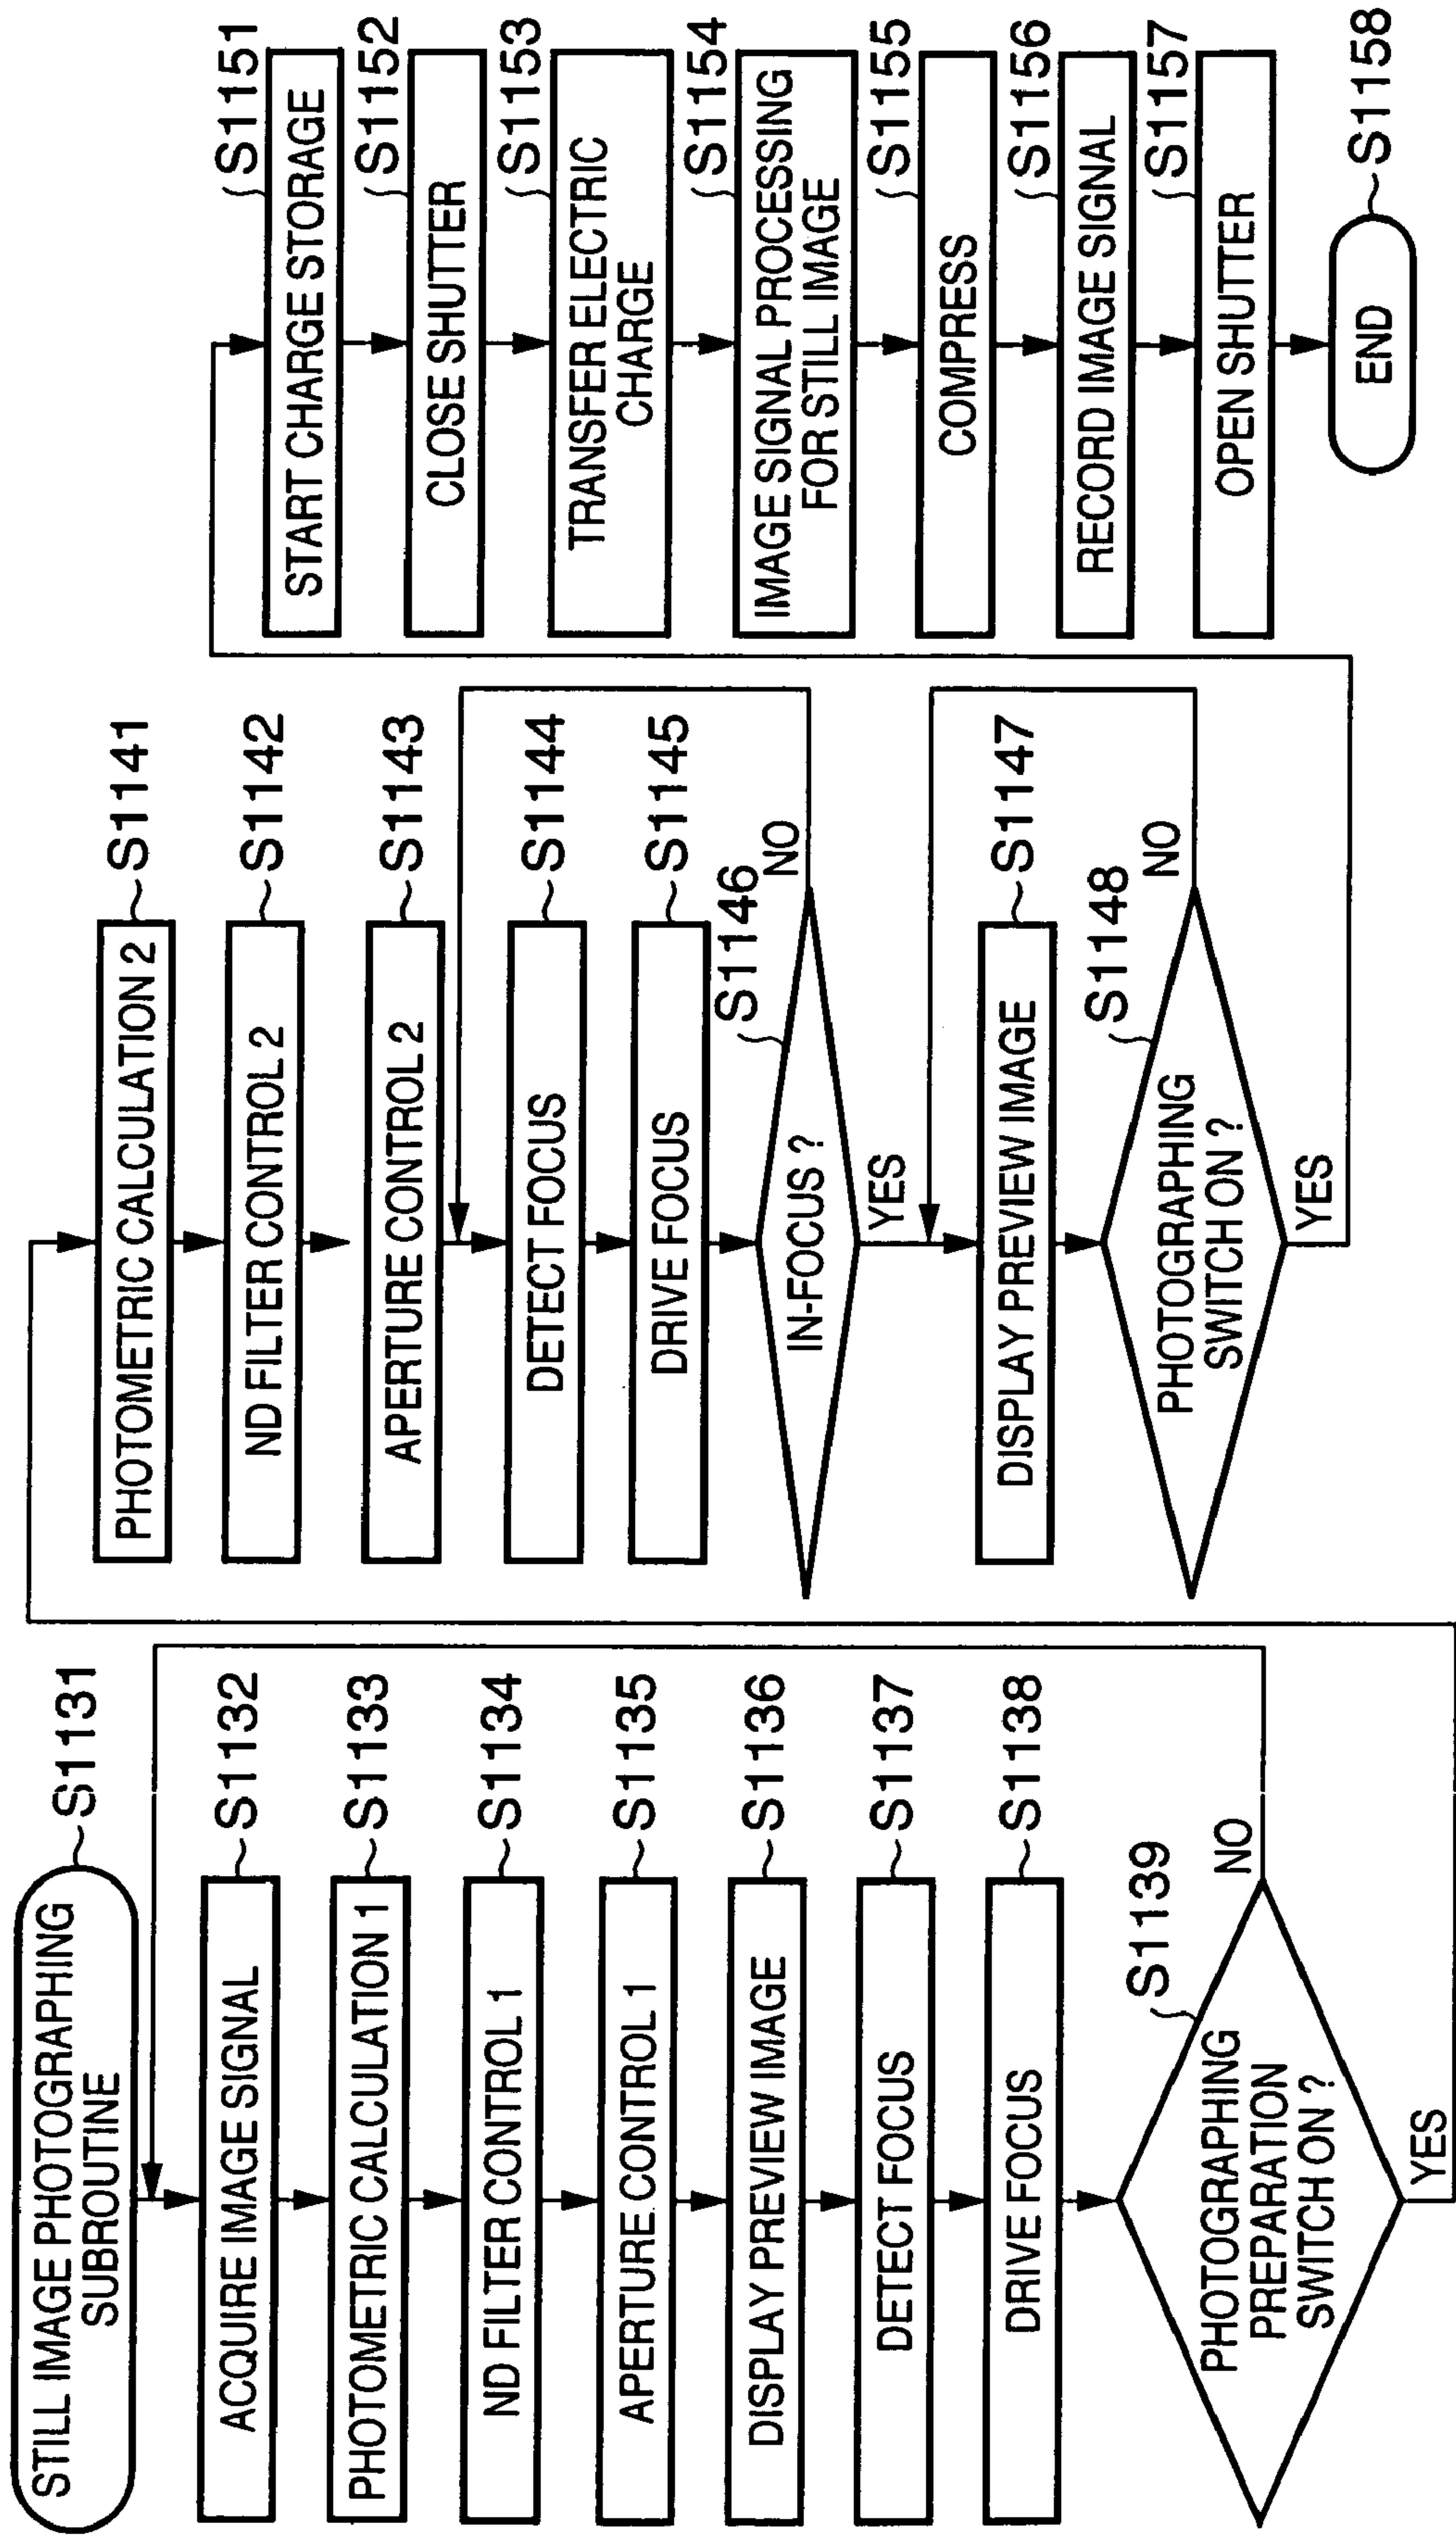 STILL IMAGE PHOTOGRAPHING
SUBROUTINE
S1131
ACQUIRE IMAGE SIGNAL
S1132
PHOTOMETRIC CALCULATION 1
S1133
ND FILTER CONTROL 1
S1134
APERTURE CONTROL 1
S1135
DISPLAY PREVIEW IMAGE
S1136
DETECT FOCUS
S1137
DRIVE FOCUS
S1138
S1139
PHOTOGRAPHING
PREPARATION
SWITCH ON ?
NO
YES
PHOTOMETRIC CALCULATION 2
S1141
ND FILTER CONTROL 2
S1142
APERTURE CONTROL 2
S1143
DETECT FOCUS
S1144
DRIVE FOCUS
S1145
S1146
IN-FOCUS ?
NO
YES
DISPLAY PREVIEW IMAGE
S1147
S1148
PHOTOGRAPHING
SWITCH ON ?
NO
YES
S1151
START CHARGE STORAGE
S1152
CLOSE SHUTTER
S1153
TRANSFER ELECTRIC
CHARGE
S1154
IMAGE SIGNAL PROCESSING
FOR STILL IMAGE
S1155
COMPRESS
S1156
RECORD IMAGE SIGNAL
S1157
OPEN SHUTTER
END
S1158